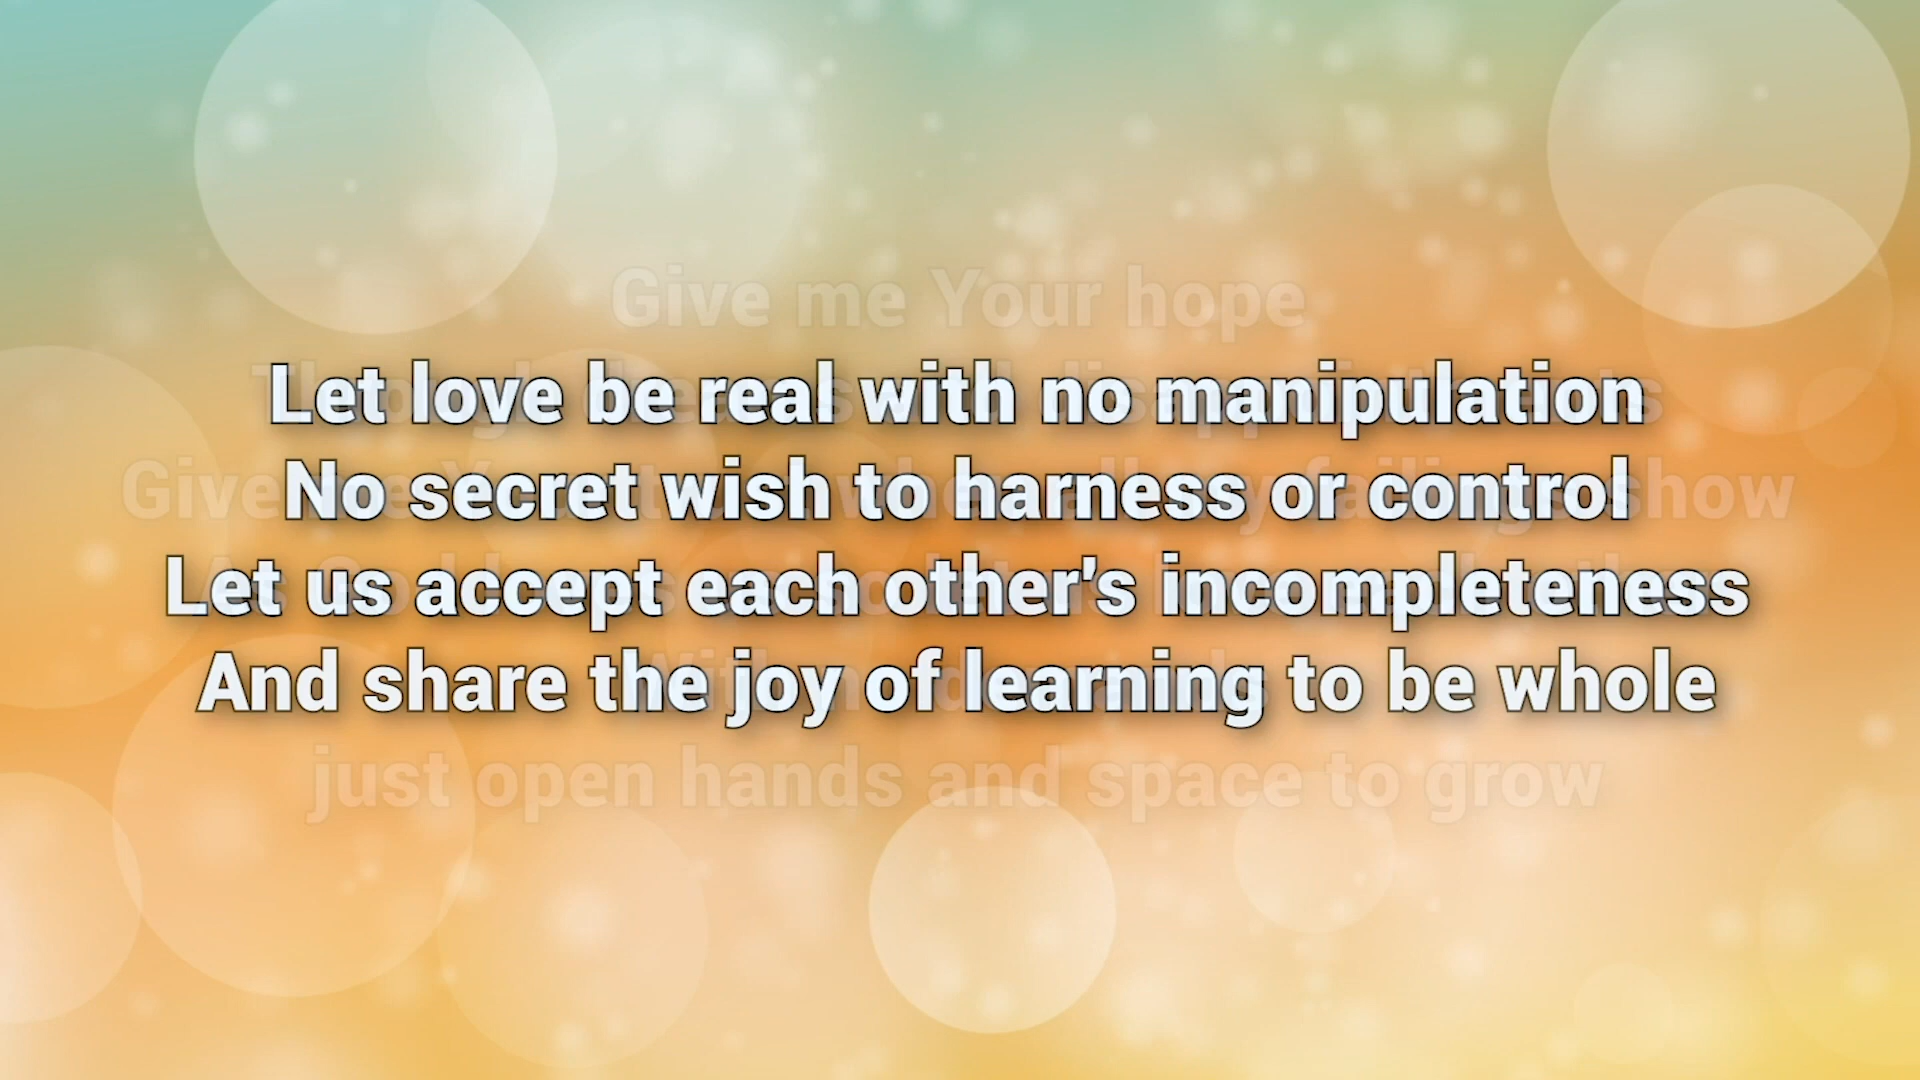 Give me Your hope
Let love be real with no manipulation
No secret wish to harness or control
Let us accept each other's incompleteness
And share the joy of learning to be whole
just open hands and space to grow